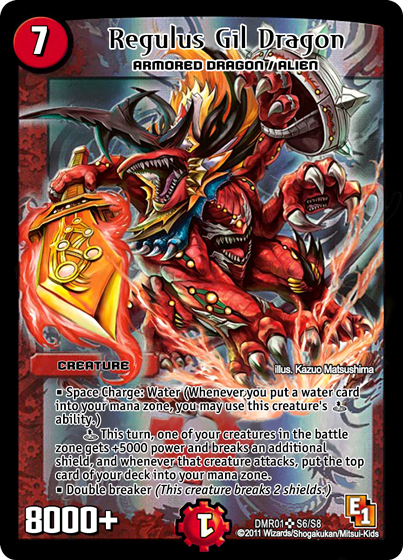 7
Regulus Gil Dragon
ARMORED DRAGON / ALIEN
CREATURE
illus. Kazuo Matsushima
■ Space Charge: Water (Whenever you put a water card
into your mana zone, you may use this creature's
ability.)
This turn, one of your creatures in the battle
zone gets +5000 power and breaks an additional
shield, and whenever that creature attacks, put the top
card of your deck into your mana zone.
■ Double breaker (This creature breaks 2 shields.)
8000+
1
DMR01 S6/S8
©2011 Wizards/Shogakukan/Mitsui-Kids
E1